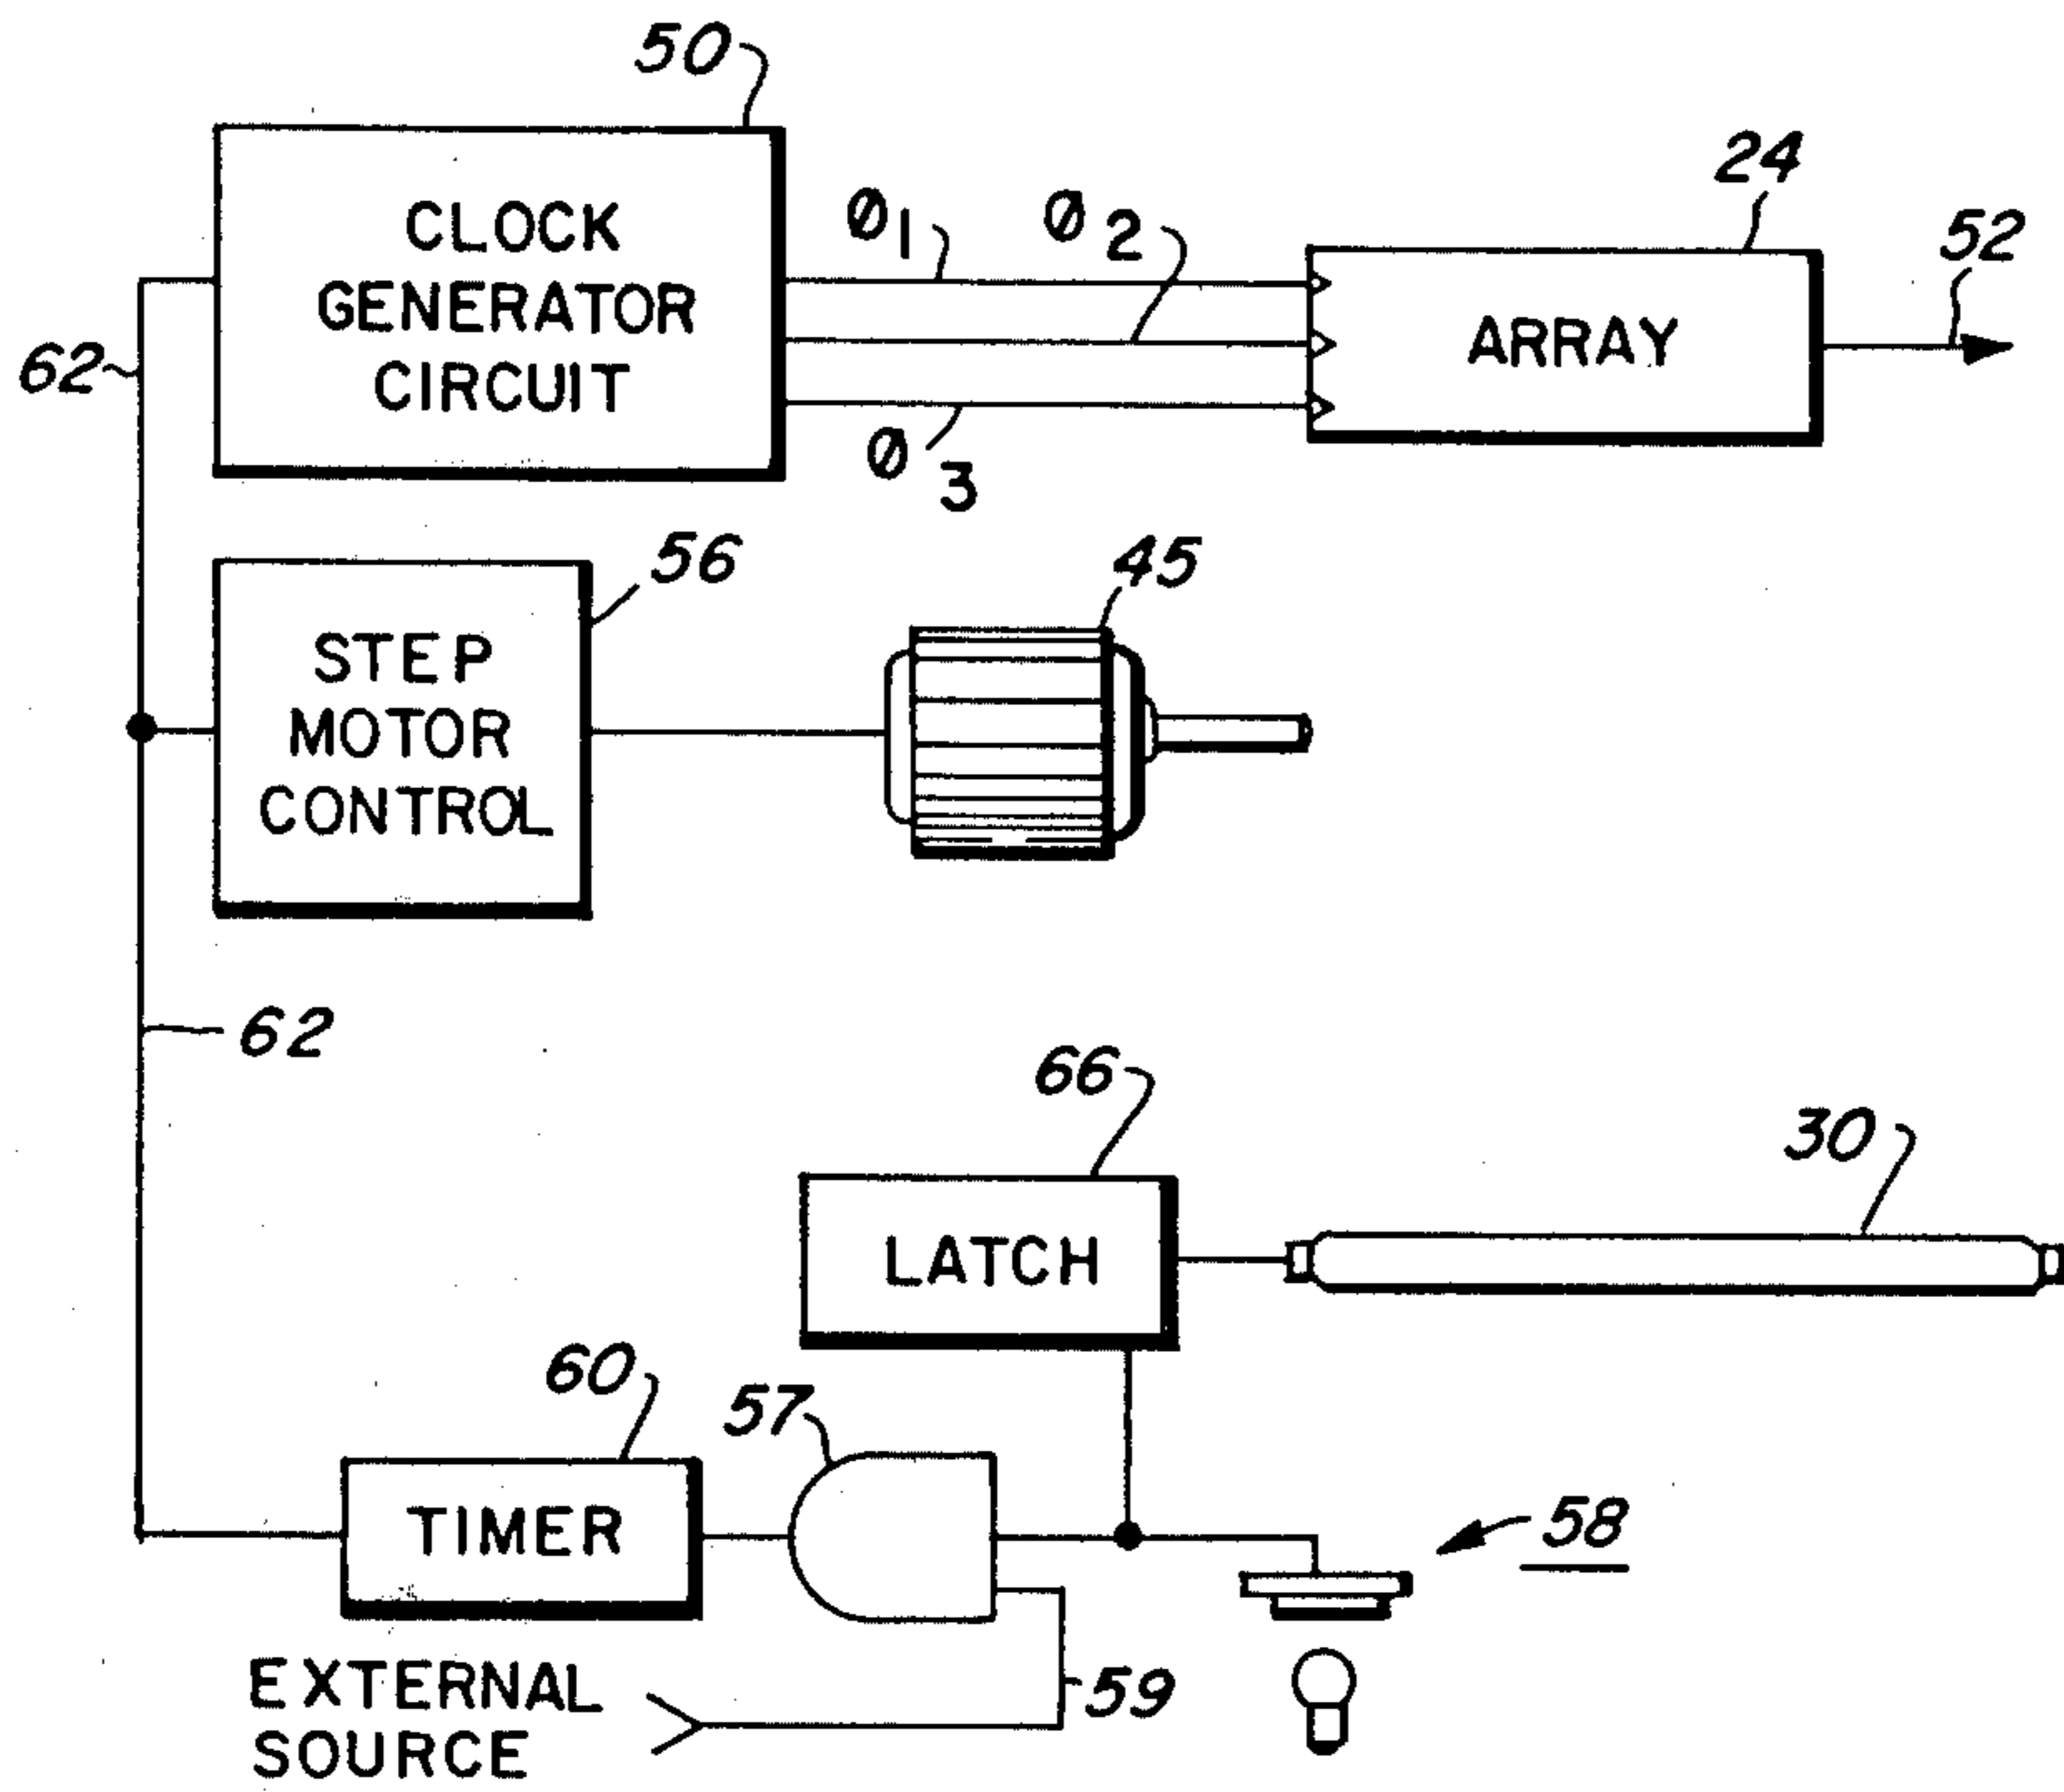 50
CLOCK
GENERATOR
CIRCUIT
Ø1
Ø2
Ø3
24
ARRAY
52
62
56
STEP
MOTOR
CONTROL
45
62
66
LATCH
30
60
TIMER
57
58
59
EXTERNAL
SOURCE